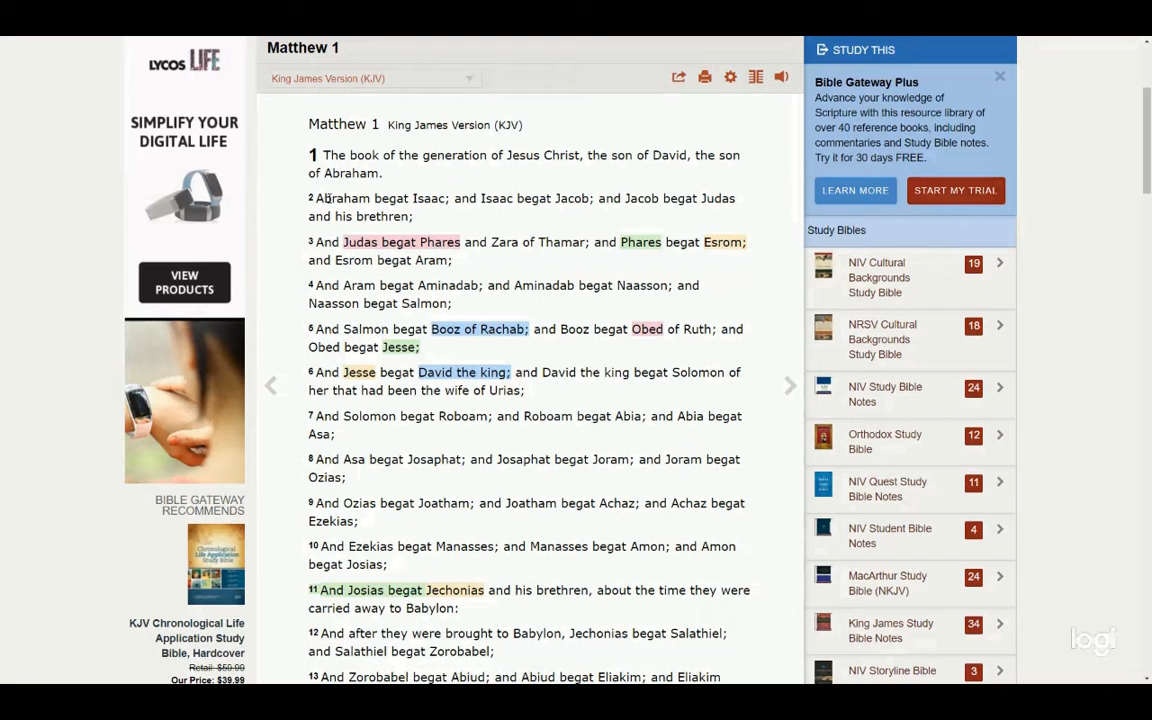 LYCOS LIFE
SIMPLIFY YOUR
DIGITAL LIFE
VIEW
PRODUCTS
BIBLE GATEWAY
RECOMMENDS
Chronological
Life Application
Study Bible
KJV Chronological Life
Application Study
Bible, Hardcover
Retail: $59.99
Our Price: $39.99
Matthew 1
King James Version (KJV)
Matthew 1 King James Version (KJV)
1 The book of the generation of Jesus Christ, the son of David, the son
of Abraham.
2 Abraham begat Isaac; and Isaac begat Jacob; and Jacob begat Judas
and his brethren;
3 And Judas begat Phares and Zara of Thamar; and Phares begat Esrom;
and Esrom begat Aram;
4 And Aram begat Aminadab; and Aminadab begat Naasson; and
Naasson begat Salmon;
5 And Salmon begat Booz of Rachab; and Booz begat Obed of Ruth; and
Obed begat Jesse;
6 And Jesse begat David the king; and David the king begat Solomon of
her that had been the wife of Urias;
7 And Solomon begat Roboam; and Roboam begat Abia; and Abia begat
Asa;
8 And Asa begat Josaphat; and Josaphat begat Joram; and Joram begat
Ozias;
9 And Ozias begat Joatham; and Joatham begat Achaz; and Achaz begat
Ezekias;
10 And Ezekias begat Manasses; and Manasses begat Amon; and Amon
begat Josias;
11 And Josias begat Jechonias and his brethren, about the time they were
carried away to Babylon:
12 And after they were brought to Babylon, Jechonias begat Salathiel;
and Salathiel begat Zorobabel;
13 And Zorobabel begat Abiud; and Abiud begat Eliakim; and Eliakim
STUDY THIS
Bible Gateway Plus
Advance your knowledge of
Scripture with this resource library of
over 40 reference books, including
commentaries and Study Bible notes.
Try it for 30 days FREE.
LEARN MORE
START MY TRIAL
Study Bibles
NIV Cultural
Backgrounds
Study Bible
19
NRSV Cultural
Backgrounds
Study Bible
18
NIV Study Bible
Notes
24
Orthodox Study
Bible
12
NIV Quest Study
Bible Notes
11
NIV Student Bible
Notes
4
MacArthur Study
Bible (NKJV)
24
King James Study
Bible Notes
34
NIV Storyline Bible
3
logi